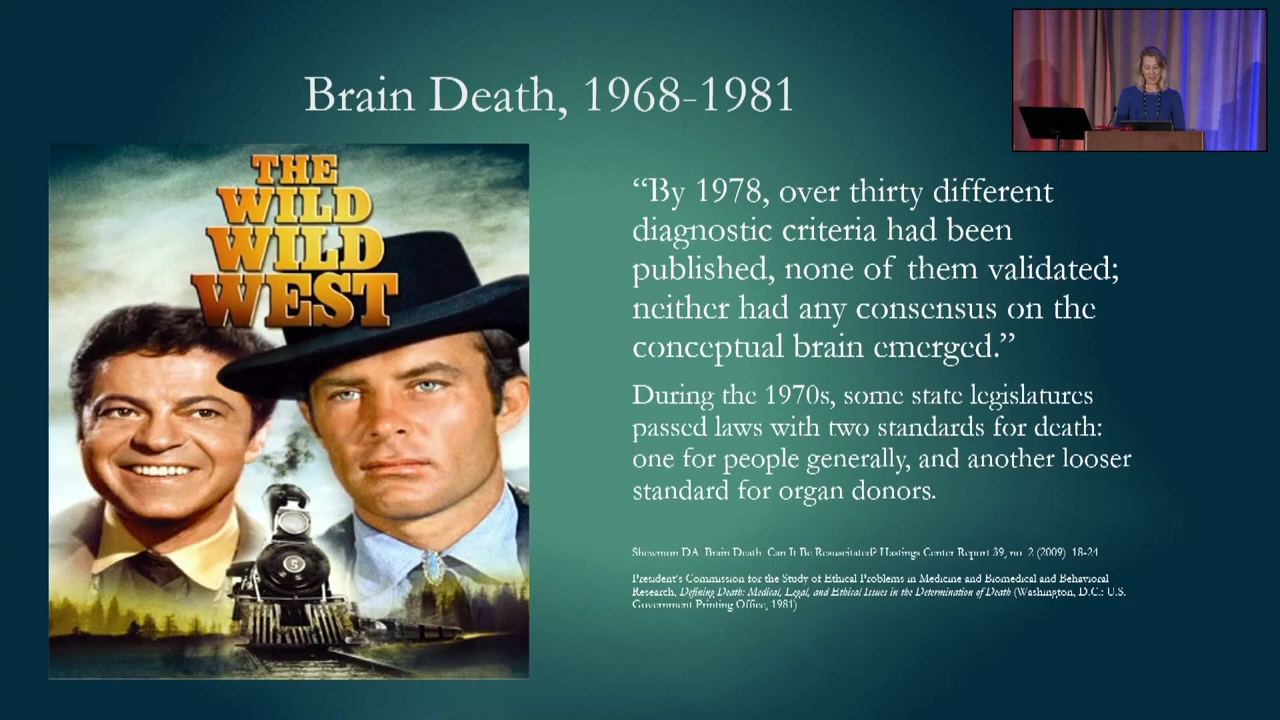 Brain Death, 1968-1981
THE
WILD
WILD
WEST
5
“By 1978, over thirty different
diagnostic criteria had been
published, none of them validated;
neither had any consensus on the
conceptual brain emerged.”
During the 1970s, some state legislatures
passed laws with two standards for death:
one for people generally, and another looser
standard for organ donors.
Shewmon DA. Brain Death: Can It Be Resuscitated? Hastings Center Report 39, no. 2 (2009): 18-24
President's Commission for the Study of Ethical Problems in Medicine and Biomedical and Behavioral
Research, Defining Death: Medical, Legal, and Ethical Issues in the Determination of Death (Washington, D.C.: U.S.
Government Printing Office, 1981)